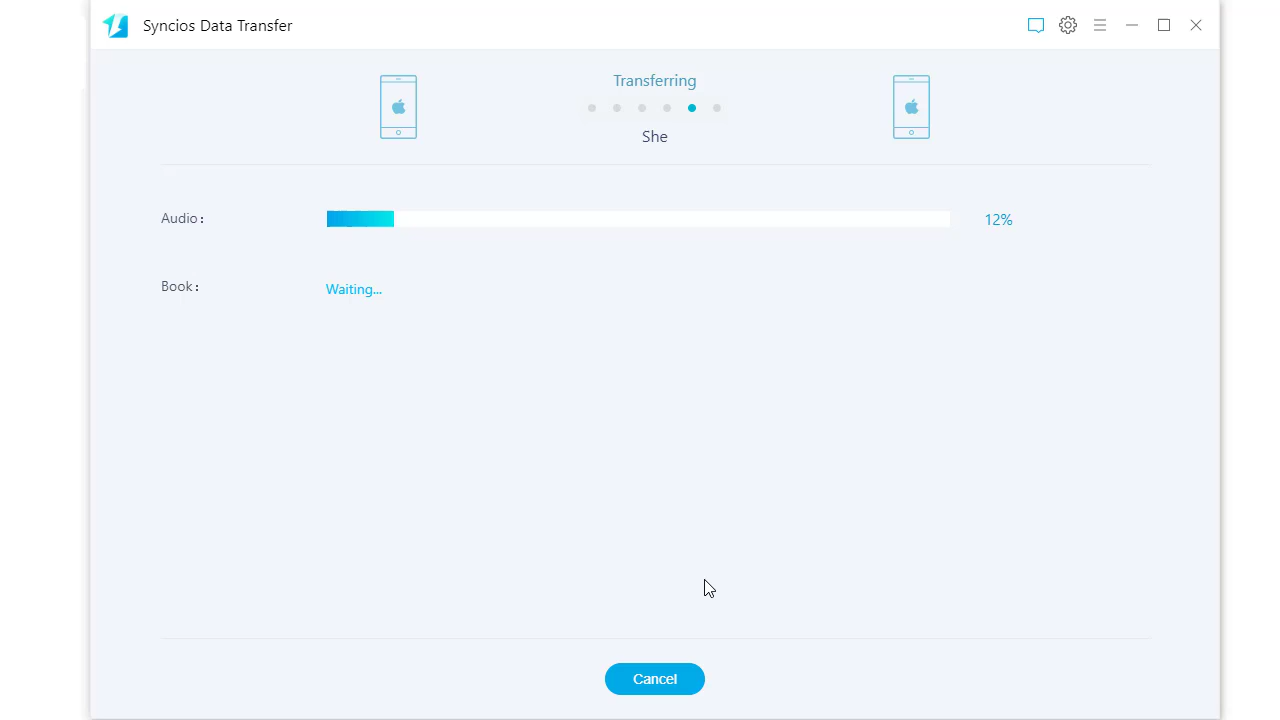 Syncios Data Transfer
Transferring
She
Audio :
12%
Book :
Waiting...
Cancel